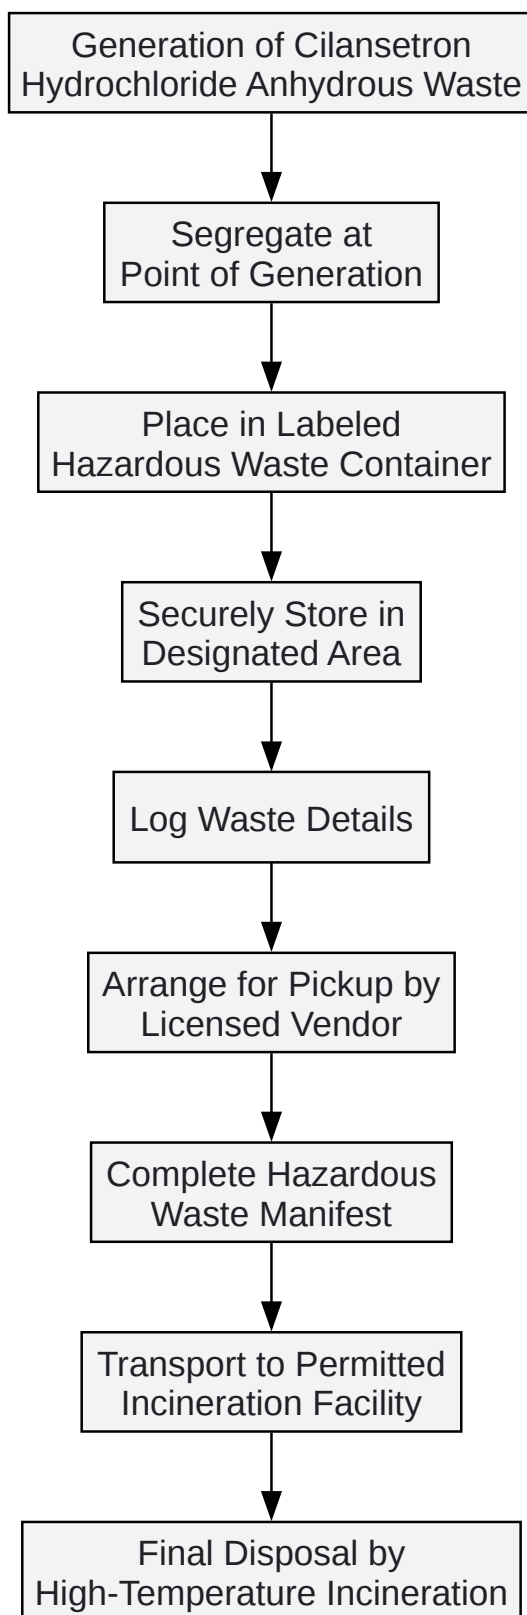 Generation of Cilansetron
Hydrochloride Anhydrous Waste
Segregate at
Point of Generation
Place in Labeled
Hazardous Waste Container
Securely Store in
Designated Area
Log Waste Details
Arrange for Pickup by
Licensed Vendor
Complete Hazardous
Waste Manifest
Transport to Permitted
Incineration Facility
Final Disposal by
High-Temperature Incineration